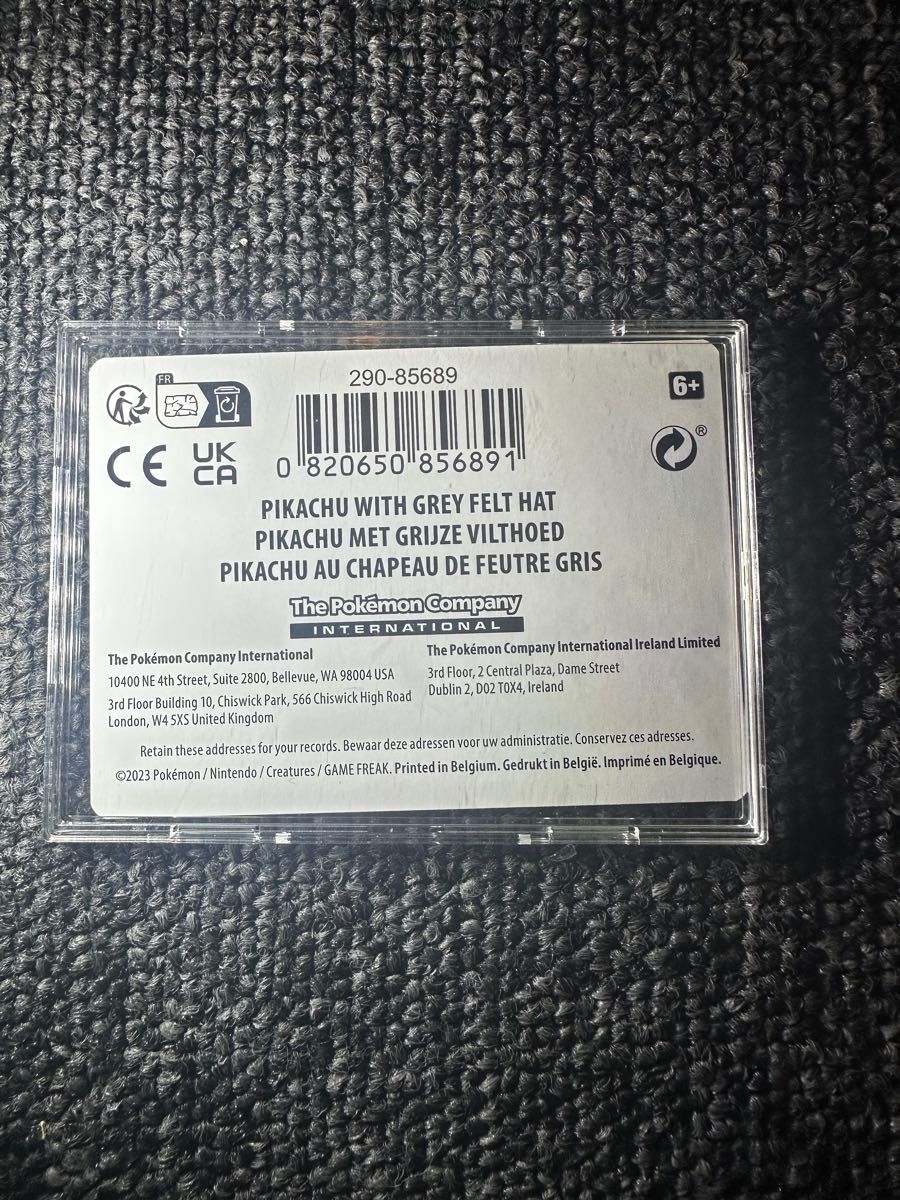 290-85689
FR
6+
0 820650 856891
®
CE
UK
CA
PIKACHU WITH GREY FELT HAT
PIKACHU MET GRIJZE VILTHOED
PIKACHU AU CHAPEAU DE FEUTRE GRIS
The Pokémon Company
INTERNATIONAL
The Pokémon Company International
10400 NE 4th Street, Suite 2800, Bellevue, WA 98004 USA
3rd Floor Building 10, Chiswick Park, 566 Chiswick High Road
London, W4 5XS United Kingdom
The Pokémon Company International Ireland Limited
3rd Floor, 2 Central Plaza, Dame Street
Dublin 2, D02 T0X4, Ireland
Retain these addresses for your records. Bewaar deze adressen voor uw administratie. Conservez ces adresses.
©2023 Pokémon / Nintendo / Creatures / GAME FREAK. Printed in Belgium. Gedrukt in België. Imprimé en Belgique.